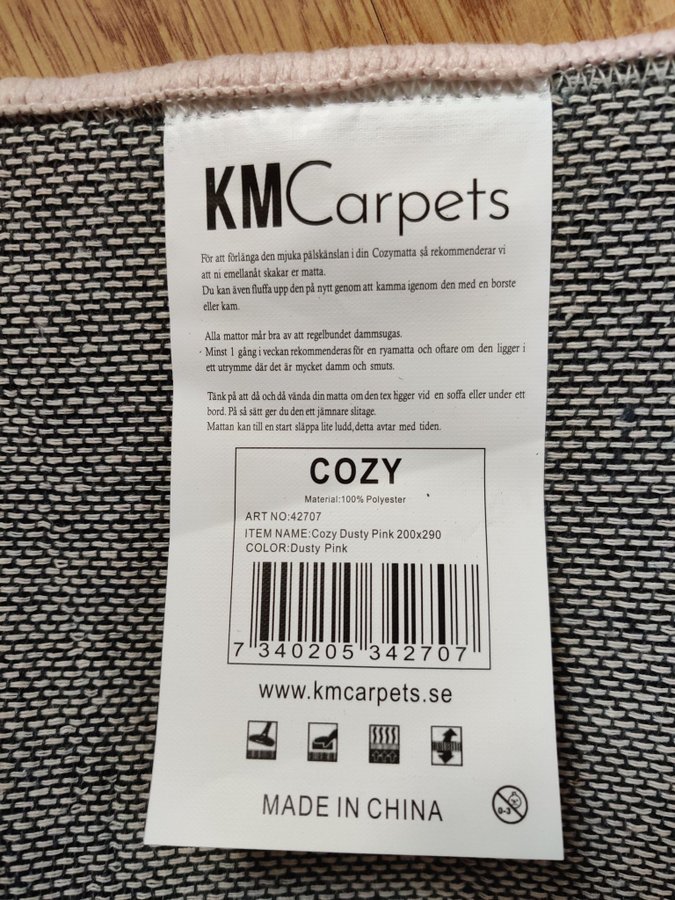 KMCarpets
För att förlänga den mjuka pälskänslan i din Cozymatta så rekommenderar vi
att ni emellanåt skakar er matta.
Du kan även fluffa upp den på nytt genom att kamma igenom den med en borste
eller kam.
Alla mattor mår bra av att regelbundet dammsugas.
Minst 1 gång i veckan rekommenderas för en ryamatta och oftare om den ligger i
ett utrymme där det är mycket damm och smuts.
Tänk på att då och då vända din matta om den tex ligger vid en soffa eller under ett
bord. På så sätt ger du den ett jämnare slitage.
Mattan kan till en start släppa lite ludd, detta avtar med tiden.
COZY
Material:100% Polyester
ART NO:42707
ITEM NAME:Cozy Dusty Pink 200x290
COLOR:Dusty Pink
7 340205 342707
www.kmcarpets.se
MADE IN CHINA
0-3